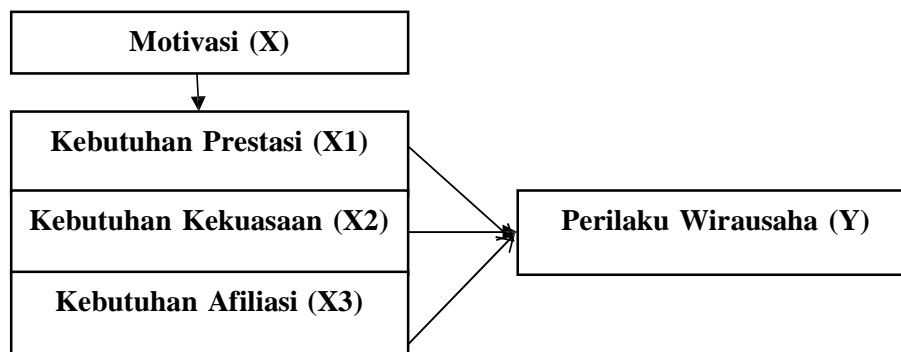 Motivasi (X)
Kebutuhan Prestasi (X1)
Kebutuhan Kekuasaan (X2)
Perilaku Wirausaha (Y)
Kebutuhan Afiliasi (X3)